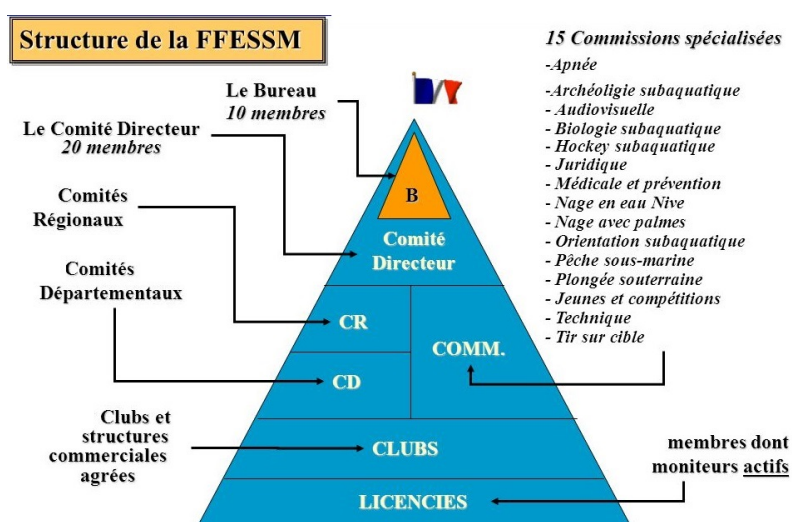 Structure de la FFESSM
Le Bureau
10 membres
Le Comité Directeur
20 membres
Comités
Régionaux
Comités
Départementaux
Clubs et
structures
commerciales
agrées
B
Comité
Directeur
CR
COMM.
CD
CLUBS
LICENCIES
15 Commissions spécialisées
-Apnée
-Archéoligie subaquatique
- Audiovisuelle
- Biologie subaquatique
- Hockey subaquatique
- Juridique
- Médicale et prévention
- Nage en eau Nive
- Nage avec palmes
- Orientation subaquatique
- Pêche sous-marine
- Plongée souterraine
- Jeunes et compétitions
- Technique
- Tir sur cible
membres dont
moniteurs actifs